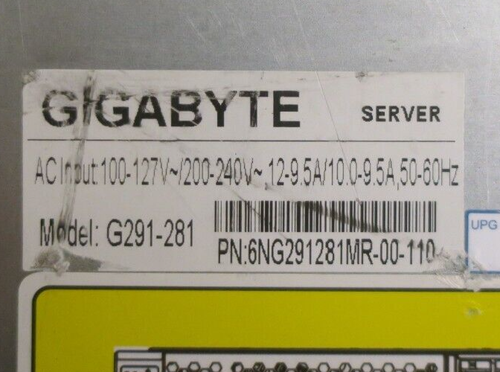 GIGABYTE SERVER
AC Input:100-127V~/200-240V~,12-9.5A/10.0-9.5A,50-60Hz
Model: G291-281
PN:6NG291281MR-00-110
UPG